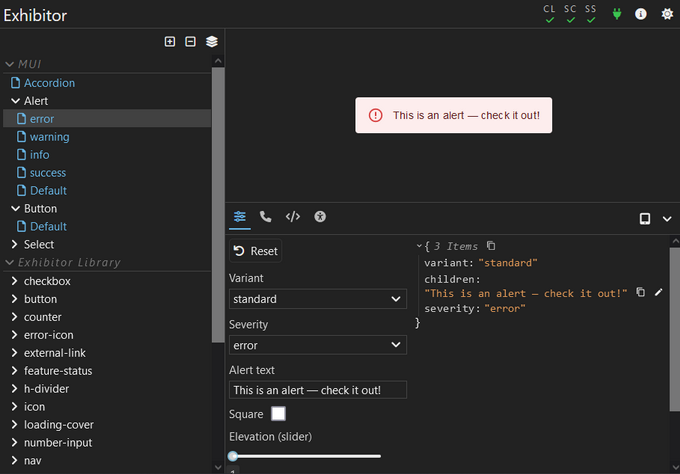 Exhibitor
CL SC SS
MUI
Accordion
Alert
error
warning
info
success
Default
Button
Default
Select
Exhibitor Library
checkbox
button
counter
error-icon
external-link
feature-status
h-divider
icon
loading-cover
number-input
nav
This is an alert — check it out!
Reset
Variant
standard
Severity
error
Alert text
This is an alert — check it out!
Square
Elevation (slider)
1
{ 3 Items
variant: "standard"
children:
"This is an alert — check it out!"
severity: "error"
}